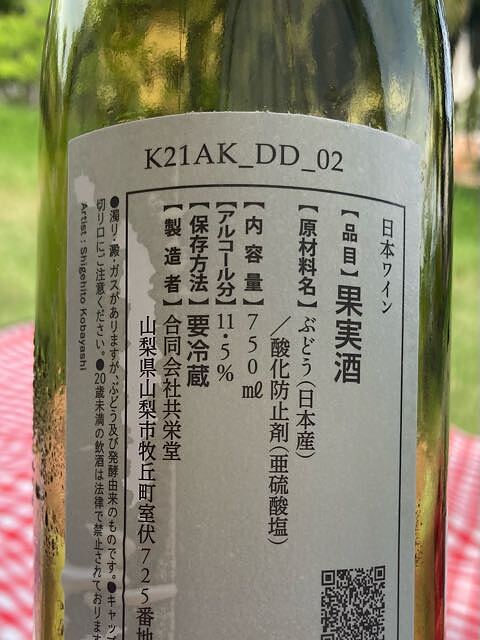 K21AK_DD_02
日本ワイン
【品目】果実酒
【原材料名】ぶどう(日本産)
／酸化防止剤(亜硫酸塩)
【内容量】750㎖
【アルコール分】11.5%
【保存方法】要冷蔵
【製造者】合同会社共栄堂
山梨県山梨市牧丘町室伏725番地
●濁り・澱・ガスがありますが、ぶどう及び発酵由来のものです。●キャップ
切り口にご注意ください。●20歳未満の飲酒は法律で禁止されております
Artist : Shigehito Kobayashi